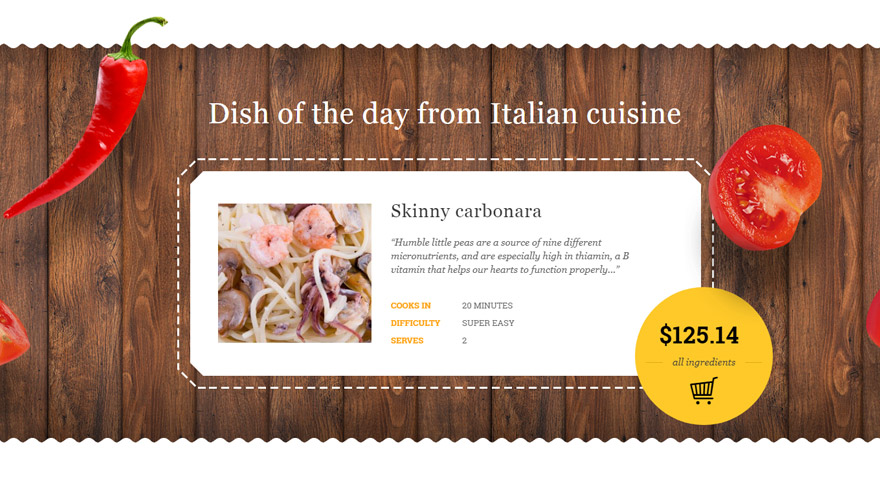 Dish of the day from Italian cuisine
Skinny carbonara
“Humble little peas are a source of nine different
micronutrients, and are especially high in thiamin, a B
vitamin that helps our hearts to function properly...”
COOKS IN 20 MINUTES
DIFFICULTY SUPER EASY
SERVES 2
$125.14
all ingredients